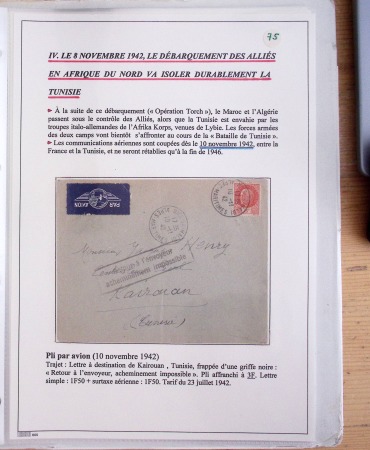 75
IV. LE 8 NOVEMBRE 1942, LE DÉBARQUEMENT DES ALLIÉS
EN AFRIQUE DU NORD VA ISOLER DURABLEMENT LA
TUNISIE
À la suite de ce débarquement (« Opération Torch »), le Maroc et l'Algérie
passent sous le contrôle des Alliés, alors que la Tunisie est envahie par les
troupes italo-allemandes de l'Afrika Korps, venues de Lybie. Les forces armées
des deux camps vont bientôt s'affronter au cours de la « Bataille de Tunisie ».
Les communications aériennes sont coupées dès le 10 novembre 1942, entre
la France et la Tunisie, et ne seront rétablies qu'à la fin de 1946.
PAR AVION
Monsieur Henry
Retour à l'envoyeur
acheminement impossible
Kairouan
Pli par avion (10 novembre 1942)
Trajet : Lettre à destination de Kairouan , Tunisie, frappée d'une griffe noire :
« Retour à l'envoyeur, acheminement impossible ». Pli affranchi à 3F. Lettre
simple : 1F50 + surtaxe aérienne : 1F50. Tarif du 23 juillet 1942.